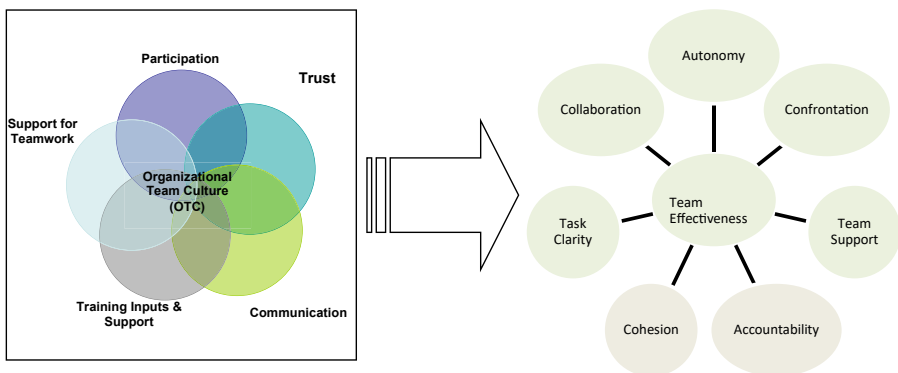 Participation
Trust
Support for
Teamwork
Organizational
Team Culture
(OTC)
Training Inputs &
Support
Communication
Autonomy
Collaboration
Confrontation
Team
Effectiveness
Task
Clarity
Team
Support
Cohesion
Accountability